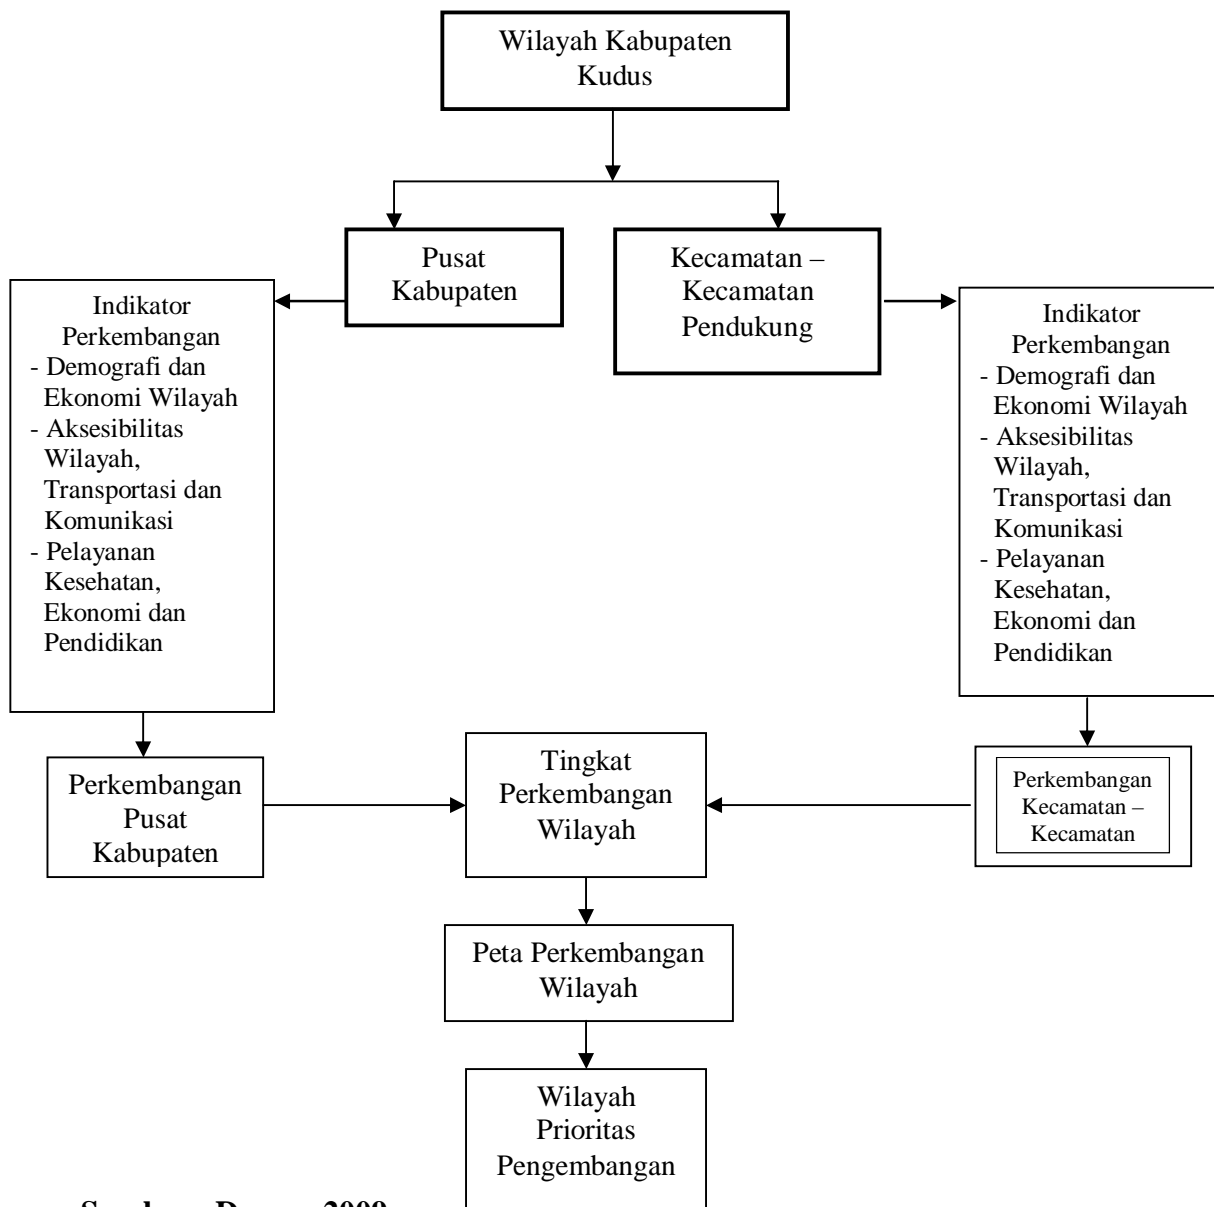 Wilayah Kabupaten
Kudus
Pusat
Kabupaten
Kecamatan –
Kecamatan
Pendukung
Indikator
Perkembangan
- Demografi dan
Ekonomi Wilayah
- Aksesibilitas
Wilayah,
Transportasi dan
Komunikasi
- Pelayanan
Kesehatan,
Ekonomi dan
Pendidikan
Indikator
Perkembangan
- Demografi dan
Ekonomi Wilayah
- Aksesibilitas
Wilayah,
Transportasi dan
Komunikasi
- Pelayanan
Kesehatan,
Ekonomi dan
Pendidikan
Perkembangan
Pusat
Kabupaten
Tingkat
Perkembangan
Wilayah
Perkembangan
Kecamatan –
Kecamatan
Peta Perkembangan
Wilayah
Wilayah
Prioritas
Pengembangan
2009